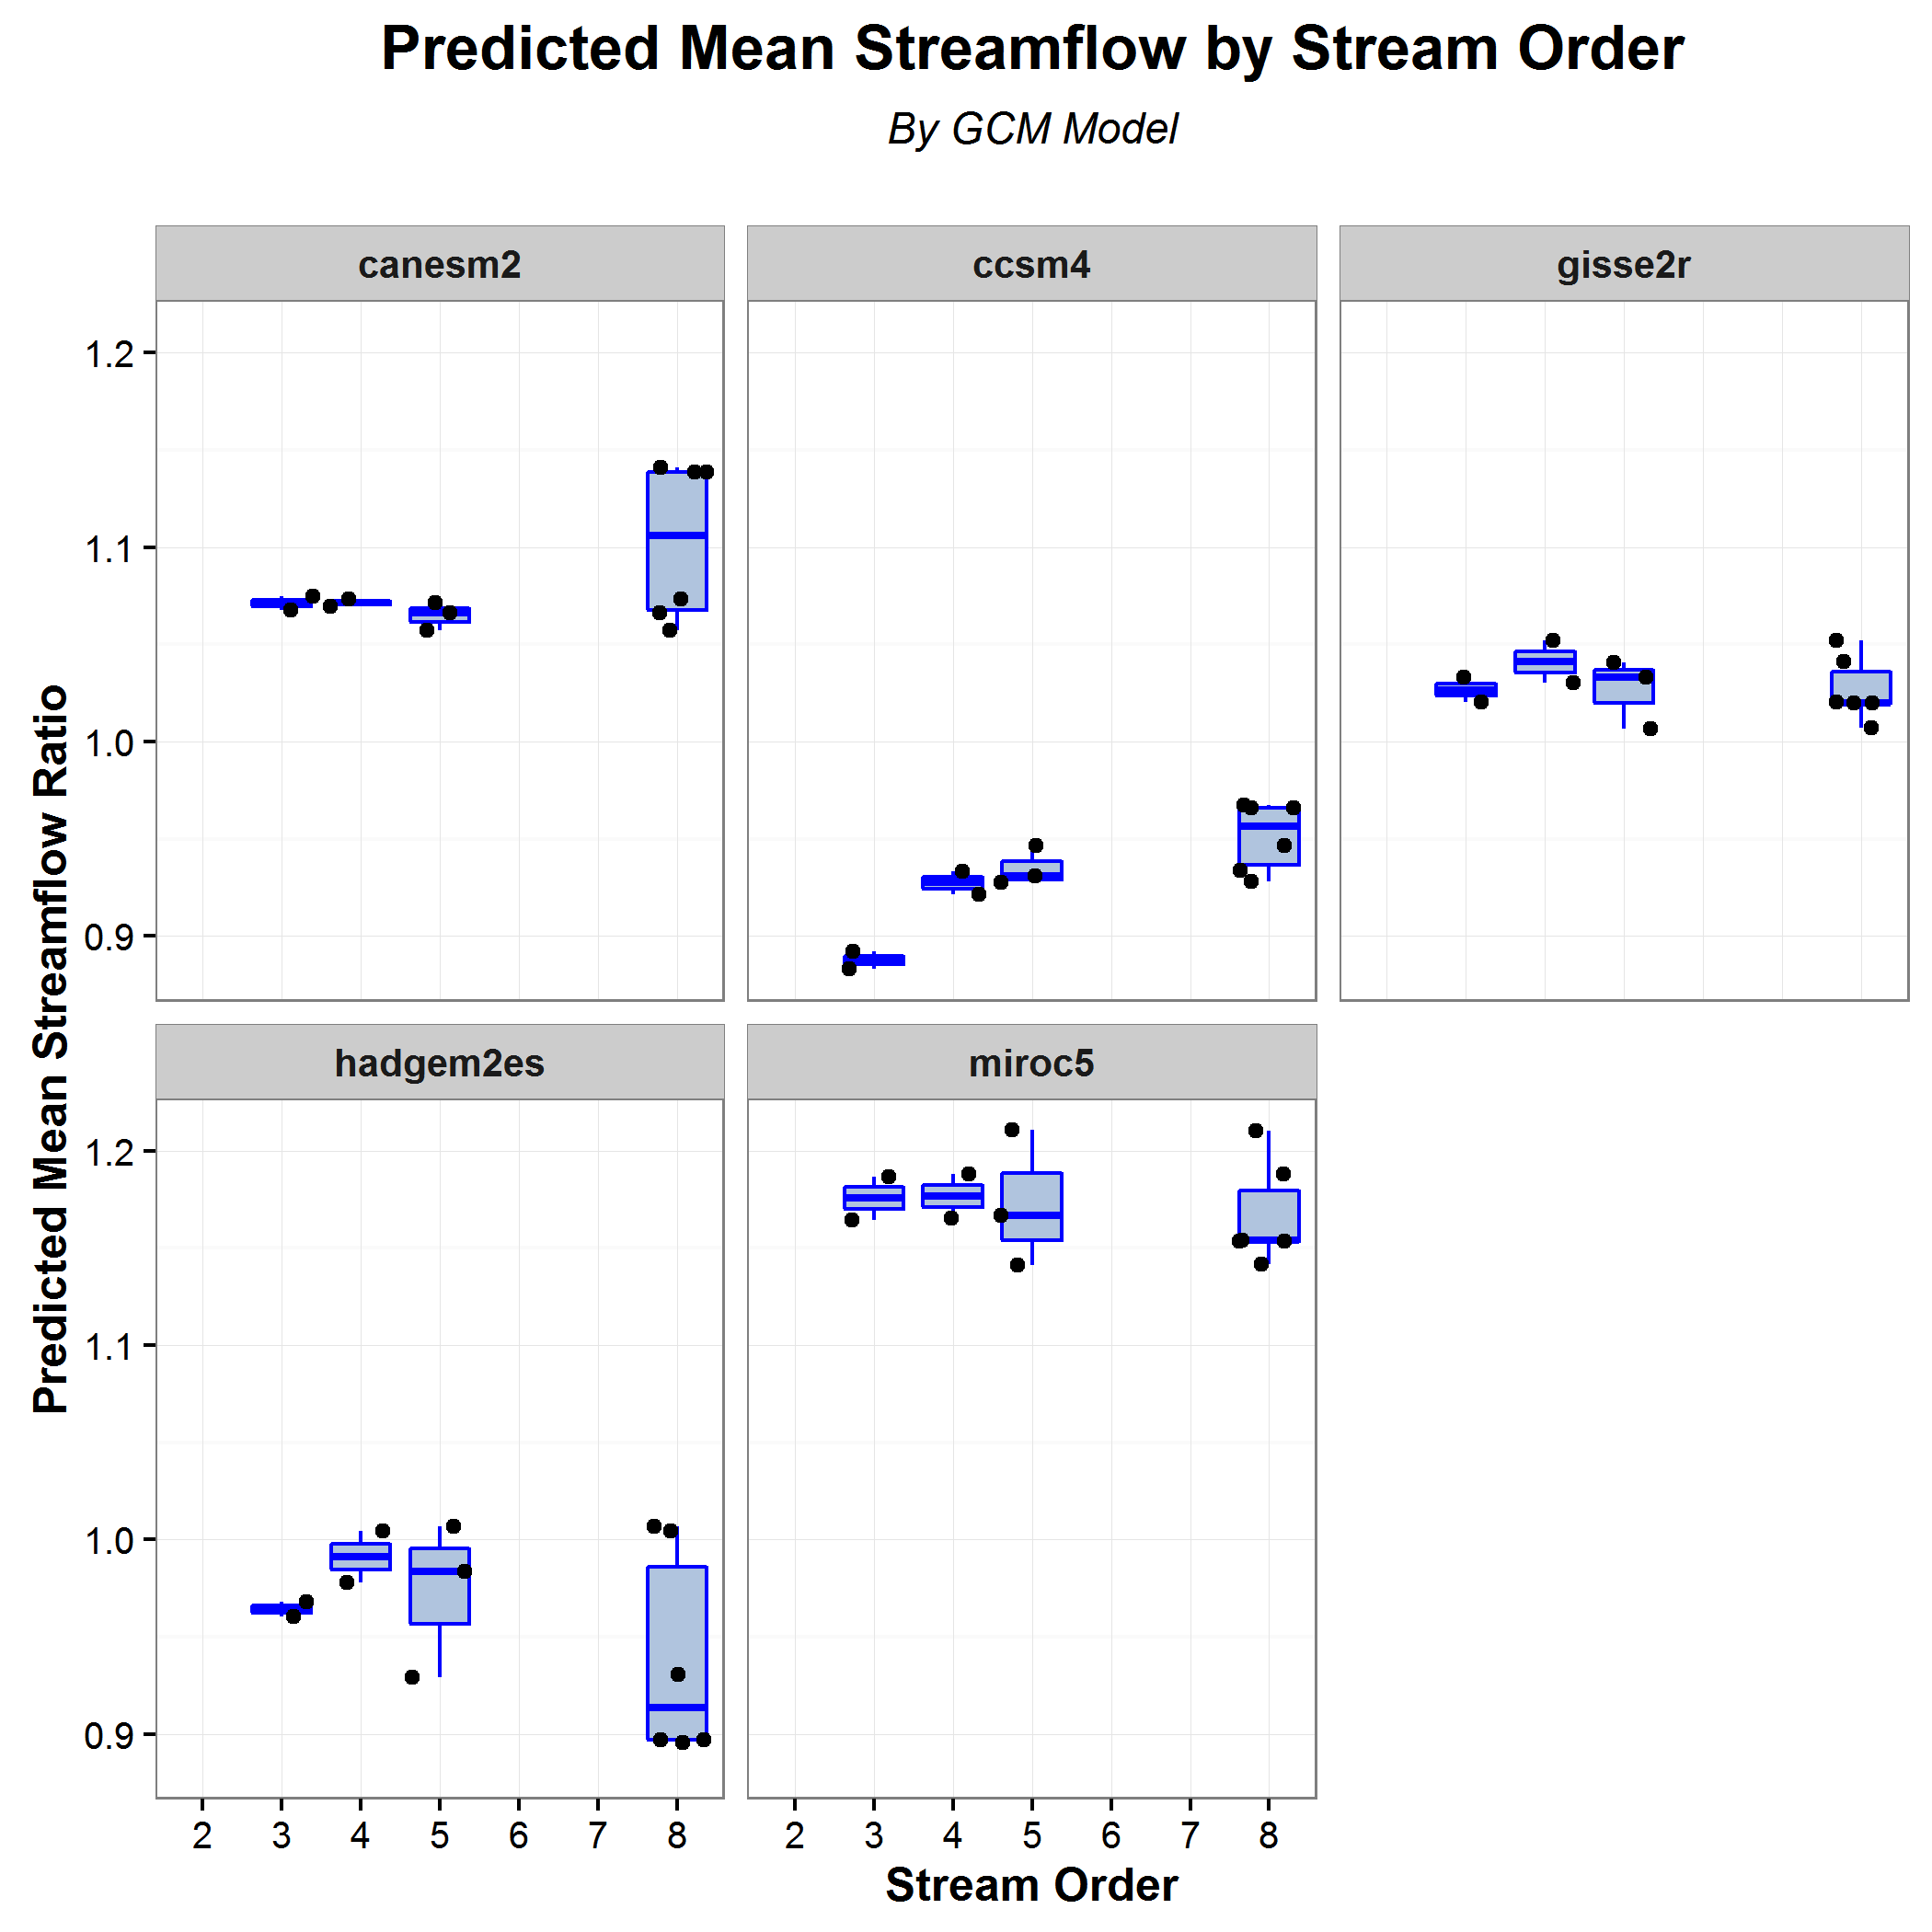 Predicted Mean Streamflow by Stream Order
By GCM Model
canesm2
ccsm4
gisse2r
1.2
1.1
1.0
0.9
Predicted Mean Streamflow Ratio
hadgem2es
miroc5
1.2
1.1
1.0
0.9
2 3 4 5 6 7 8
2 3 4 5 6 7 8
Stream Order